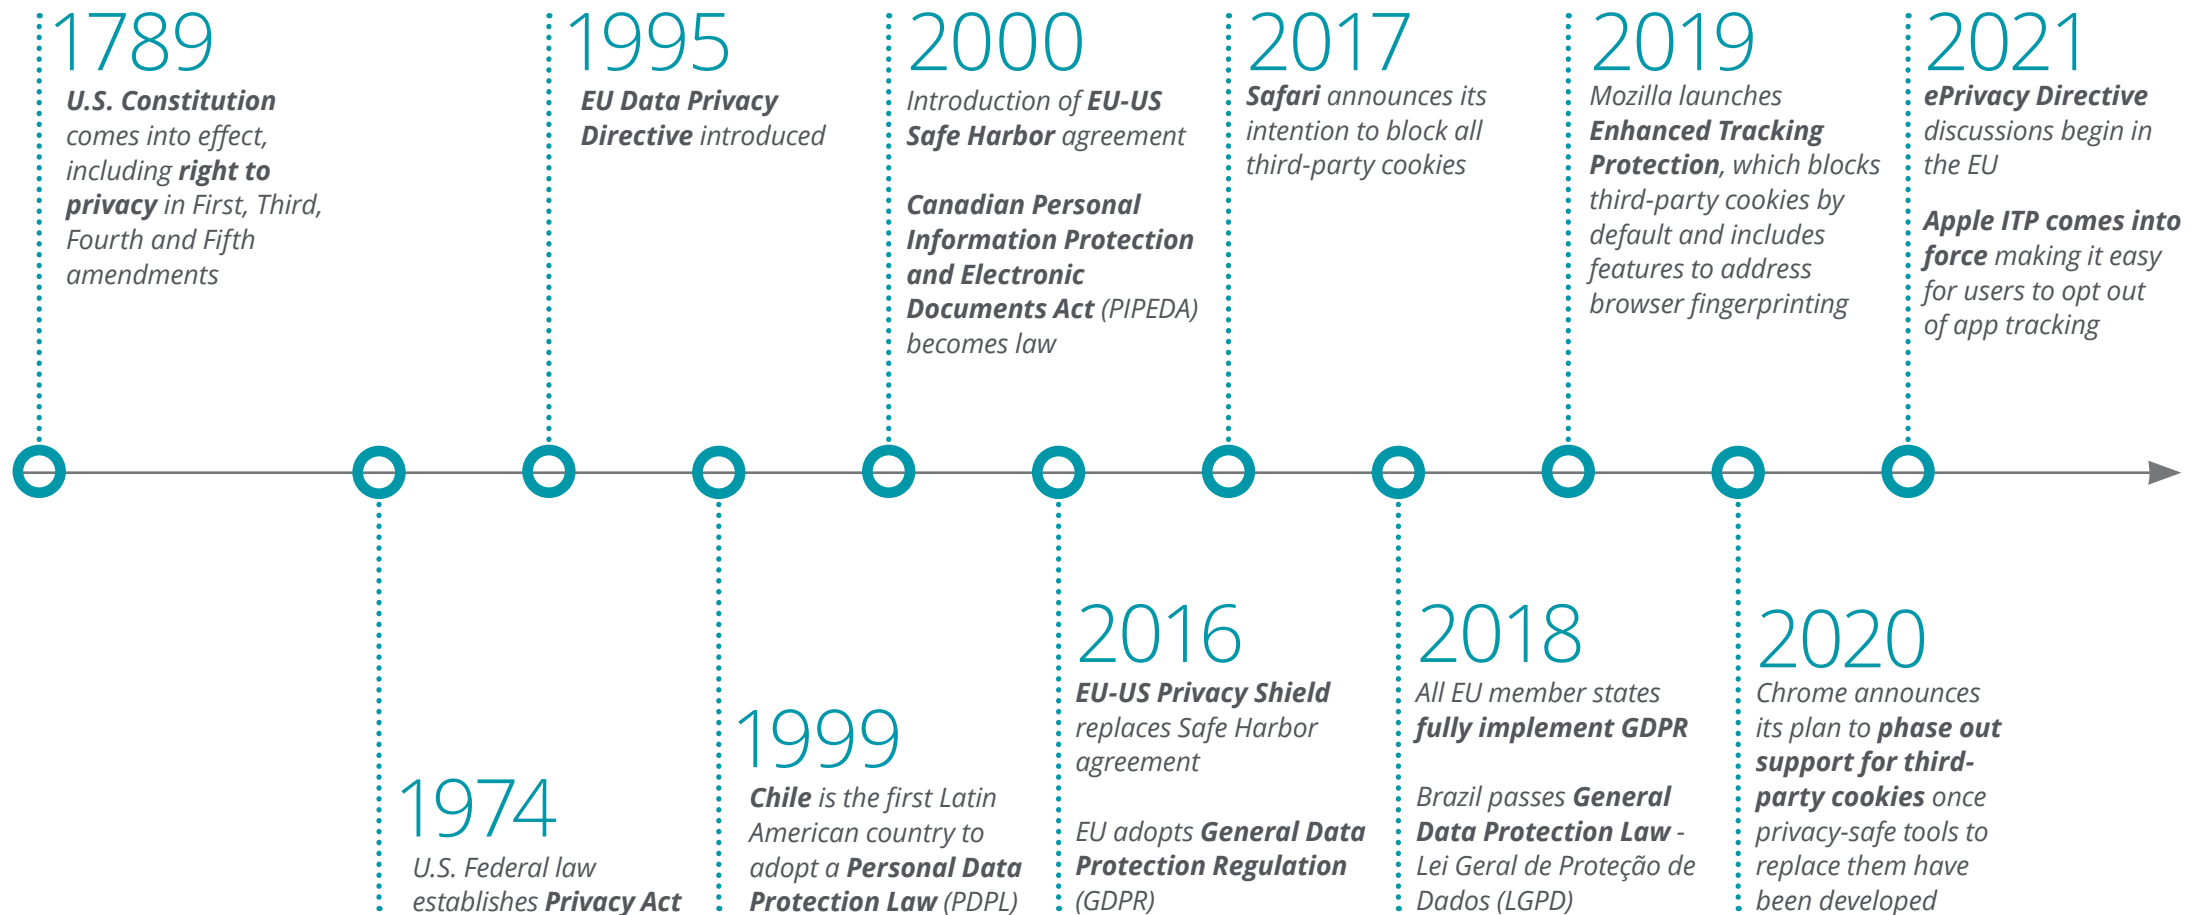 1789
U.S. Constitution
comes into effect,
including right to
privacy in First, Third,
Fourth and Fifth
amendments
1974
U.S. Federal law
establishes Privacy Act
1995
EU Data Privacy
Directive introduced
1999
Chile is the first Latin
American country to
adopt a Personal Data
Protection Law (PDPL)
2000
Introduction of EU-US
Safe Harbor agreement
Canadian Personal
Information Protection
and Electronic
Documents Act (PIPEDA)
becomes law
2016
EU-US Privacy Shield
replaces Safe Harbor
agreement
EU adopts General Data
Protection Regulation
(GDPR)
2017
Safari announces its
intention to block all
third-party cookies
2018
All EU member states
fully implement GDPR
Brazil passes General
Data Protection Law -
Lei Geral de Proteção de
Dados (LGPD)
2019
Mozilla launches
Enhanced Tracking
Protection, which blocks
third-party cookies by
default and includes
features to address
browser fingerprinting
2020
Chrome announces
its plan to phase out
support for third-
party cookies once
privacy-safe tools to
replace them have
been developed
2021
ePrivacy Directive
discussions begin in
the EU
Apple ITP comes into
force making it easy
for users to opt out
of app tracking